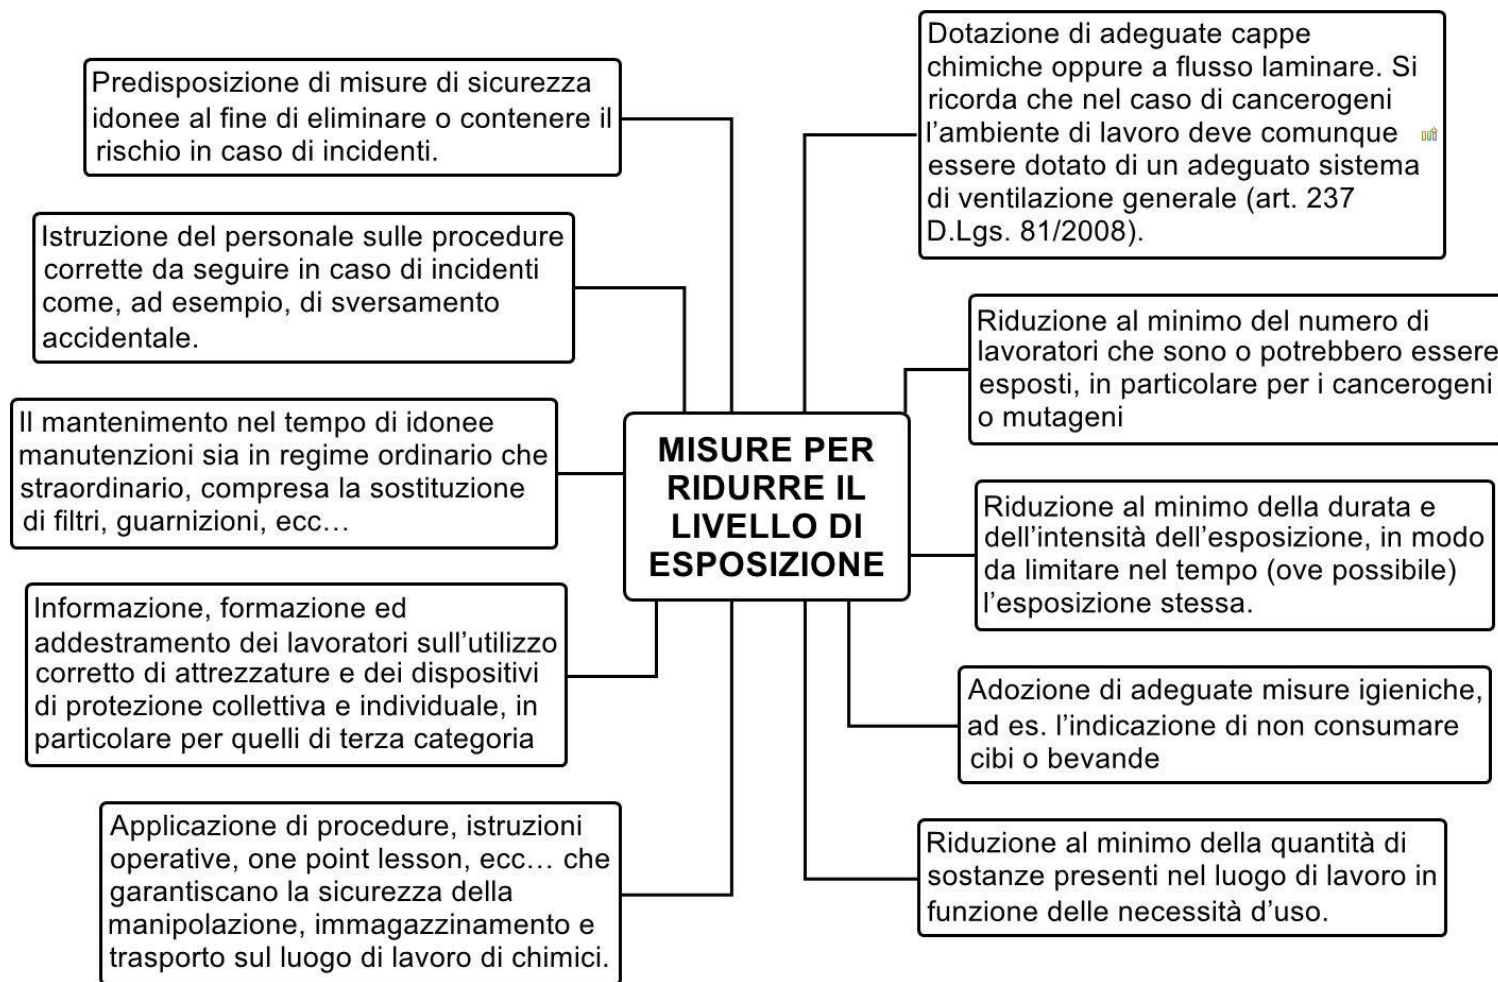 Predisposizione di misure di sicurezza
idonee al fine di eliminare o contenere il
rischio in caso di incidenti.
Istruzione del personale sulle procedure
corrette da seguire in caso di incidenti
come, ad esempio, di sversamento
accidentale.
Il mantenimento nel tempo di idonee
manutenzioni sia in regime ordinario che
straordinario, compresa la sostituzione
di filtri, guarnizioni, ecc…
Informazione, formazione ed
addestramento dei lavoratori sull’utilizzo
corretto di attrezzature e dei dispositivi
di protezione collettiva e individuale, in
particolare per quelli di terza categoria
Applicazione di procedure, istruzioni
operative, one point lesson, ecc… che
garantiscano la sicurezza della
manipolazione, immagazzinamento e
trasporto sul luogo di lavoro di chimici.
MISURE PER
RIDURRE IL
LIVELLO DI
ESPOSIZIONE
Dotazione di adeguate cappe
chimiche oppure a flusso laminare. Si
ricorda che nel caso di cancerogeni
l’ambiente di lavoro deve comunque
essere dotato di un adeguato sistema
di ventilazione generale (art. 237
D.Lgs. 81/2008).
Riduzione al minimo del numero di
lavoratori che sono o potrebbero essere
esposti, in particolare per i cancerogeni
o mutageni
Riduzione al minimo della durata e
dell’intensità dell’esposizione, in modo
da limitare nel tempo (ove possibile)
l’esposizione stessa.
Adozione di adeguate misure igieniche,
ad es. l’indicazione di non consumare
cibi o bevande
Riduzione al minimo della quantità di
sostanze presenti nel luogo di lavoro in
funzione delle necessità d’uso.